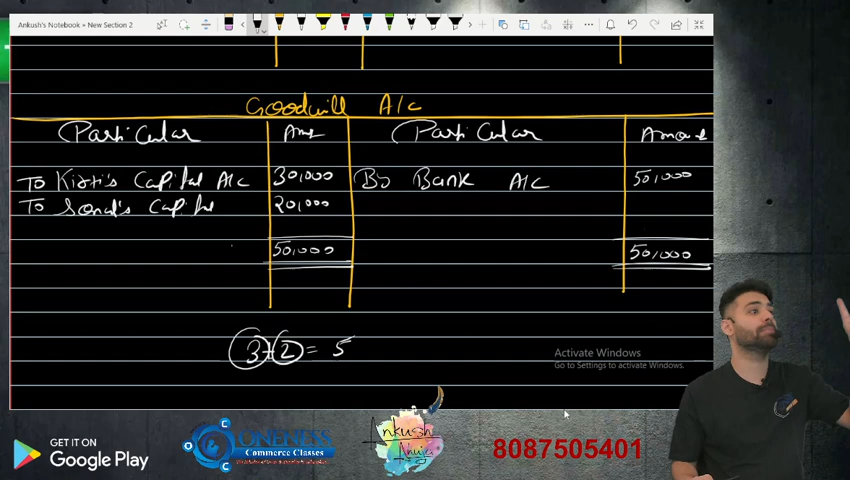 Ankush's Notebook » New Section 2
Goodwill A/c
Particular Amt Particular Amount
To Kirti's Capital A/c 30,000 By Bank A/c 50,000
To Sonal's Capital 20,000
50,000 50,000
3+2 = 5
Activate Windows
Go to Settings to activate Windows.
GET IT ON
Google Play
ONENESS
Commerce Classes
Ankush
Ahuja
8087505401